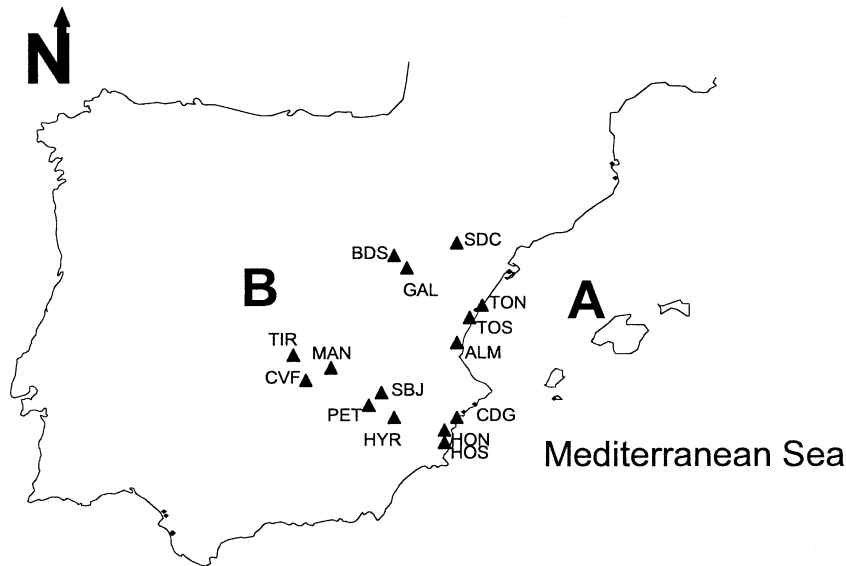 N
SDC
BDS
GAL
B
A
TON
TOS
TIR
MAN
ALM
CVF
SBJ
PET
CDG
HYR
HON
HOS
Mediterranean Sea